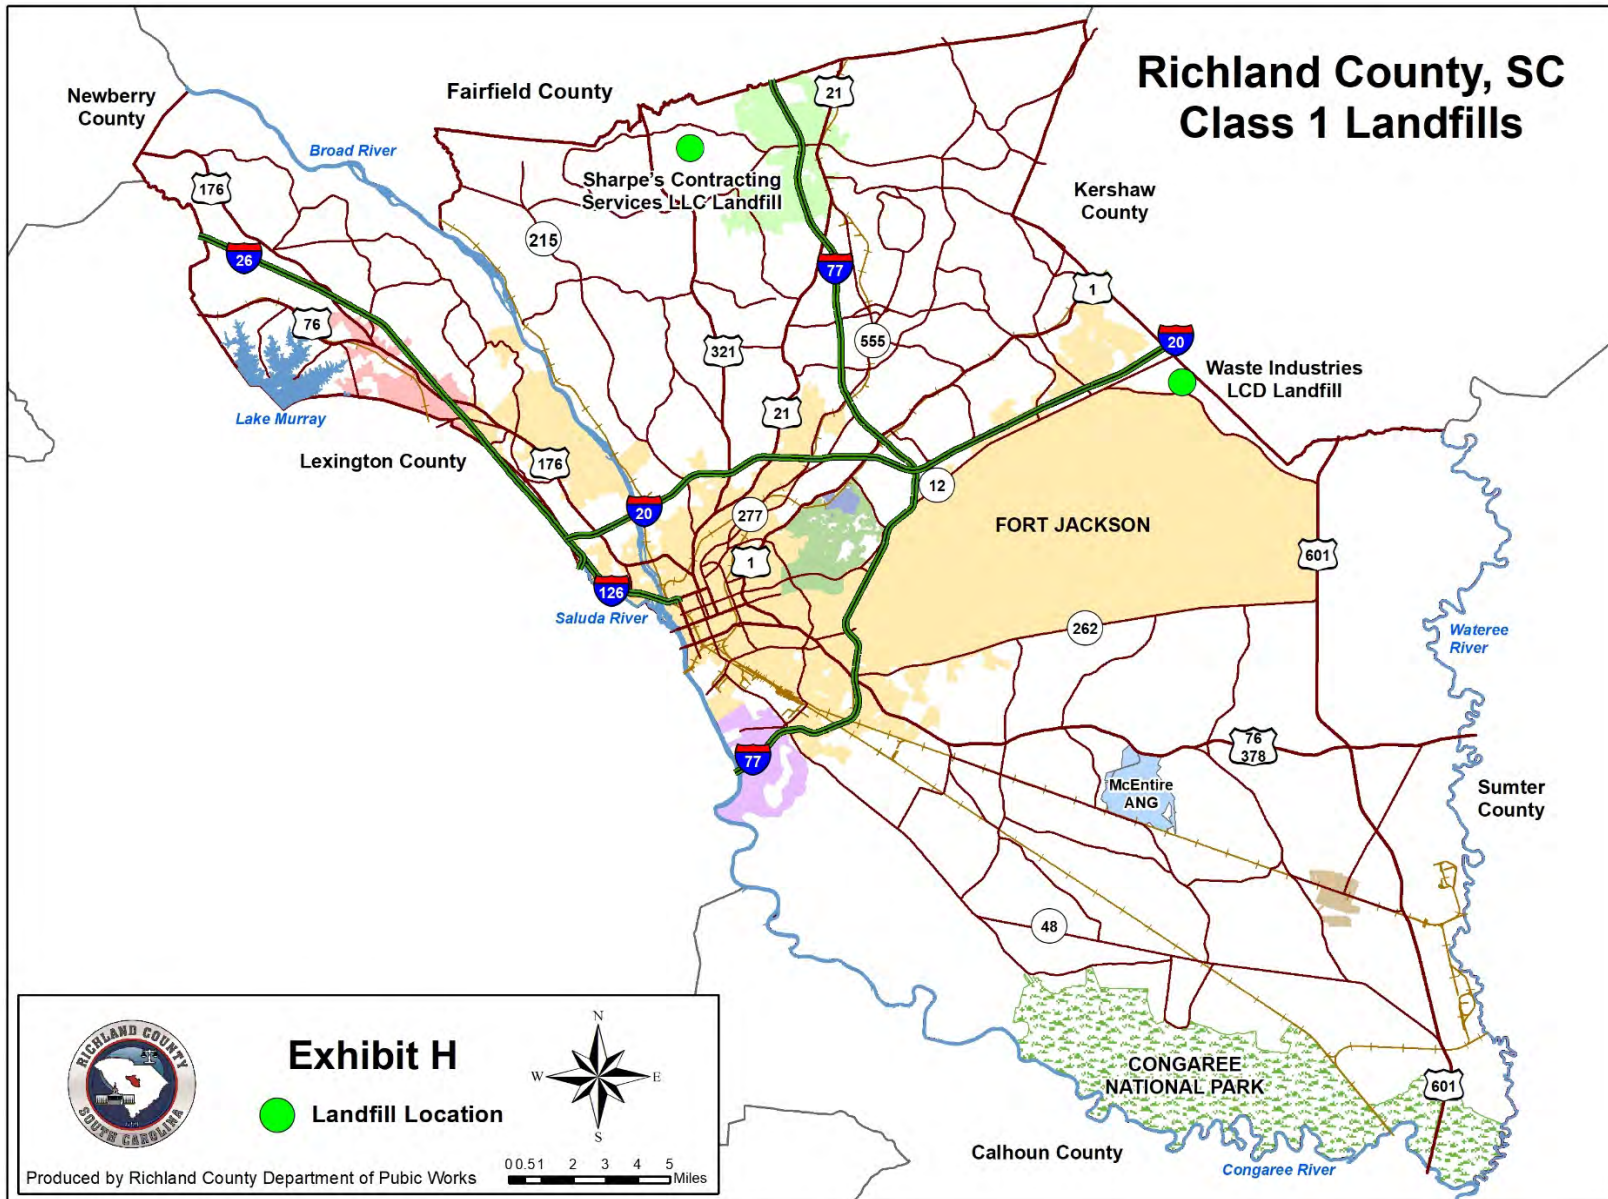 Richland County, SC
Class 1 Landfills
Newberry
County
Fairfield County
Broad River
21
176
Sharpe's Contracting
Services LLC Landfill
Kershaw
County
215
26
77
1
76
321
555
20
Waste Industries
LCD Landfill
Lake Murray
21
Lexington County
176
12
20
277
FORT JACKSON
1
601
126
Saluda River
262
Wateree
River
76
378
77
McEntire
ANG
Sumter
County
48
CONGAREE
NATIONAL PARK
601
Calhoun County
Congaree River
RICHLAND COUNTY
SOUTH CAROLINA
Exhibit H
Landfill Location
N
W
E
S
Produced by Richland County Department of Pubic Works
0 0.5 1 2 3 4 5
Miles